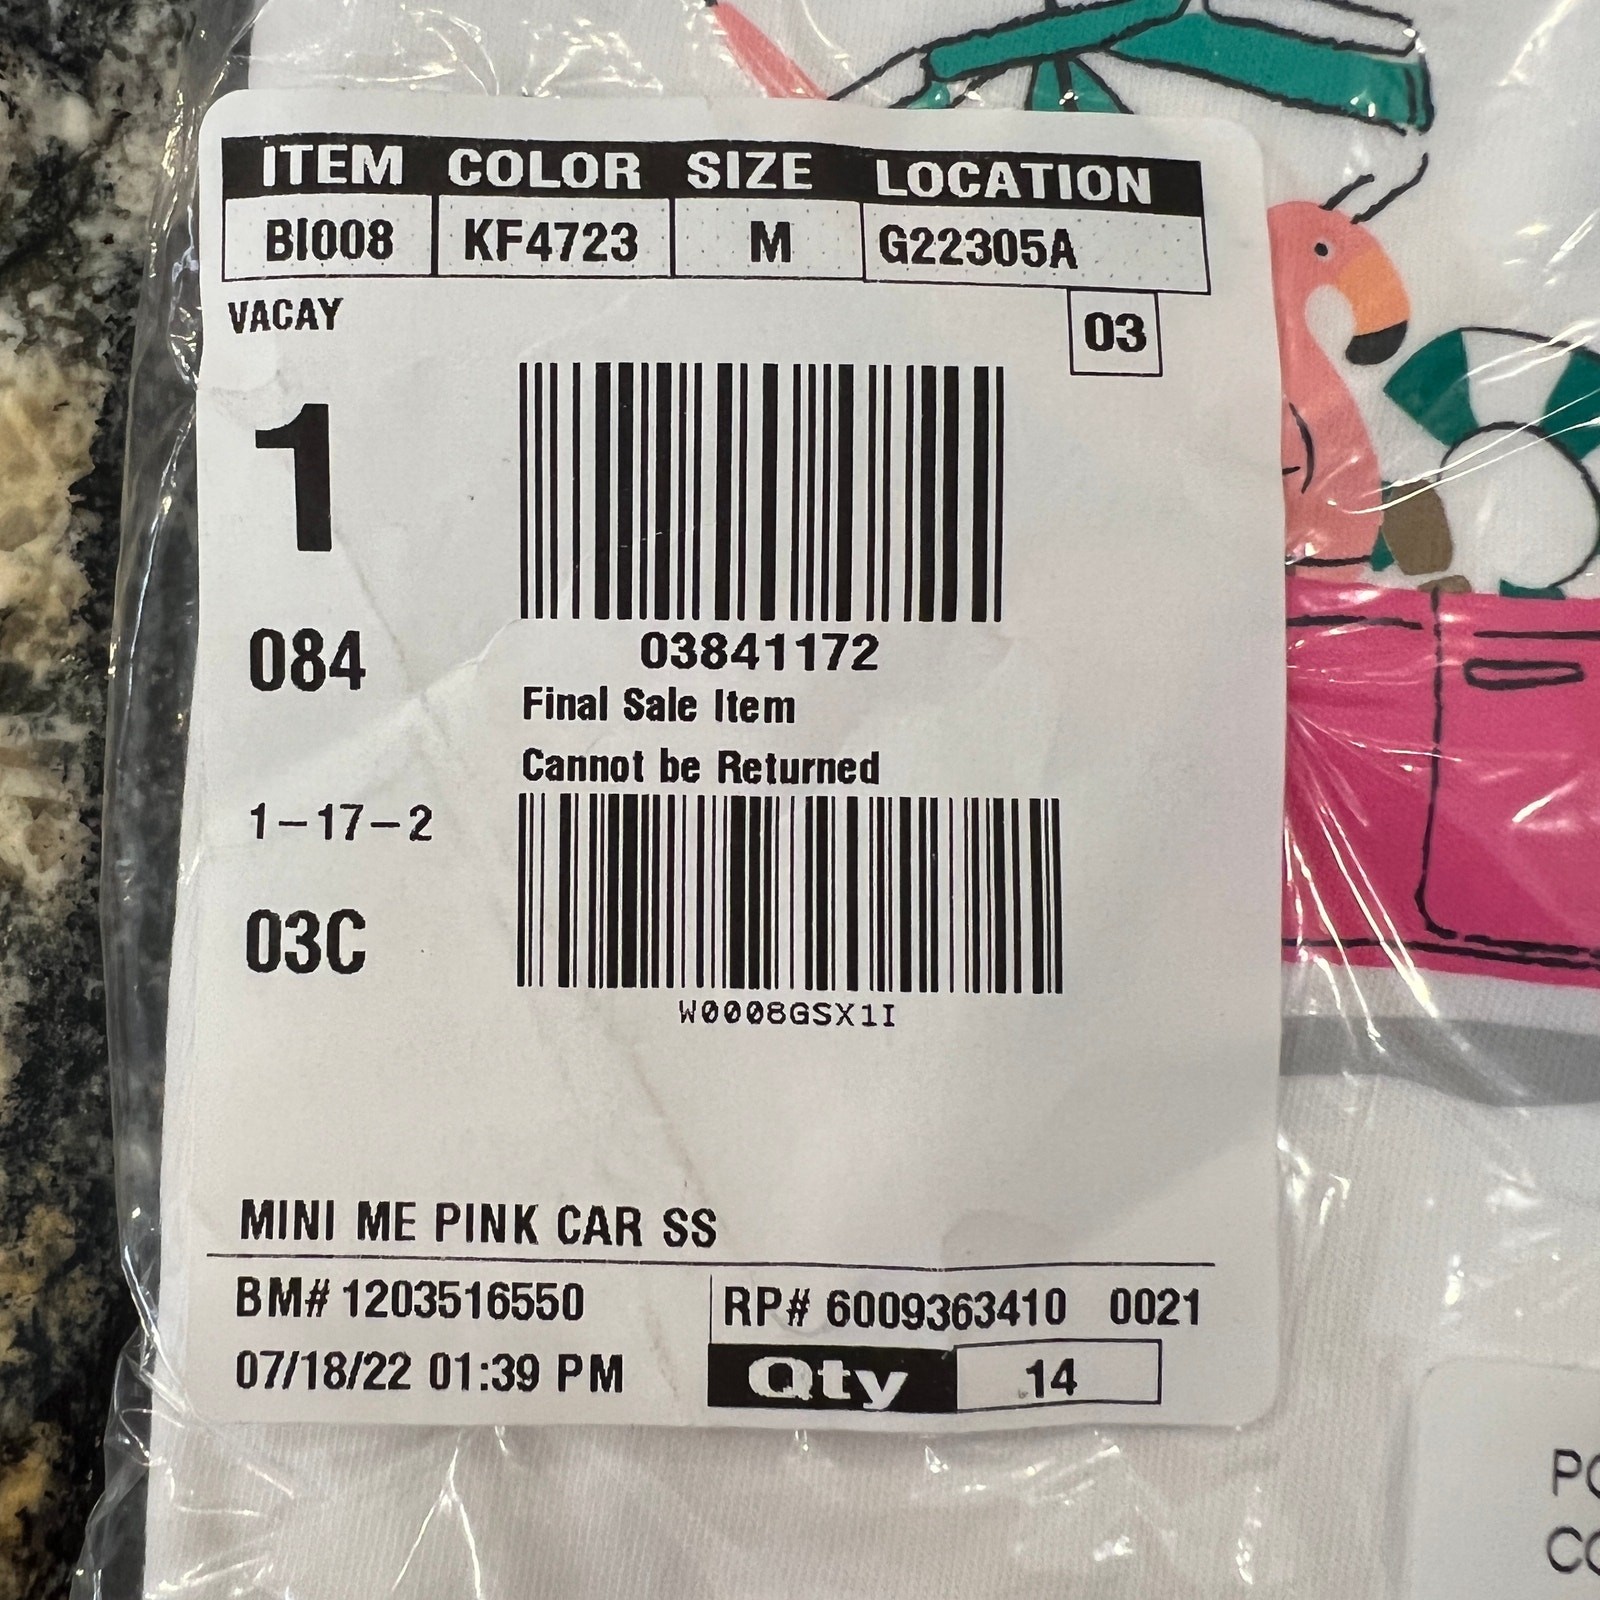 ITEM COLOR SIZE LOCATION
BI008 KF4723 M G22305A
VACAY
03
1
03841172
084
Final Sale Item
Cannot be Returned
1-17-2
03C
W0008GSX1I
MINI ME PINK CAR SS
BM# 1203516550 RP# 6009363410 0021
07/18/22 01:39 PM Qty 14